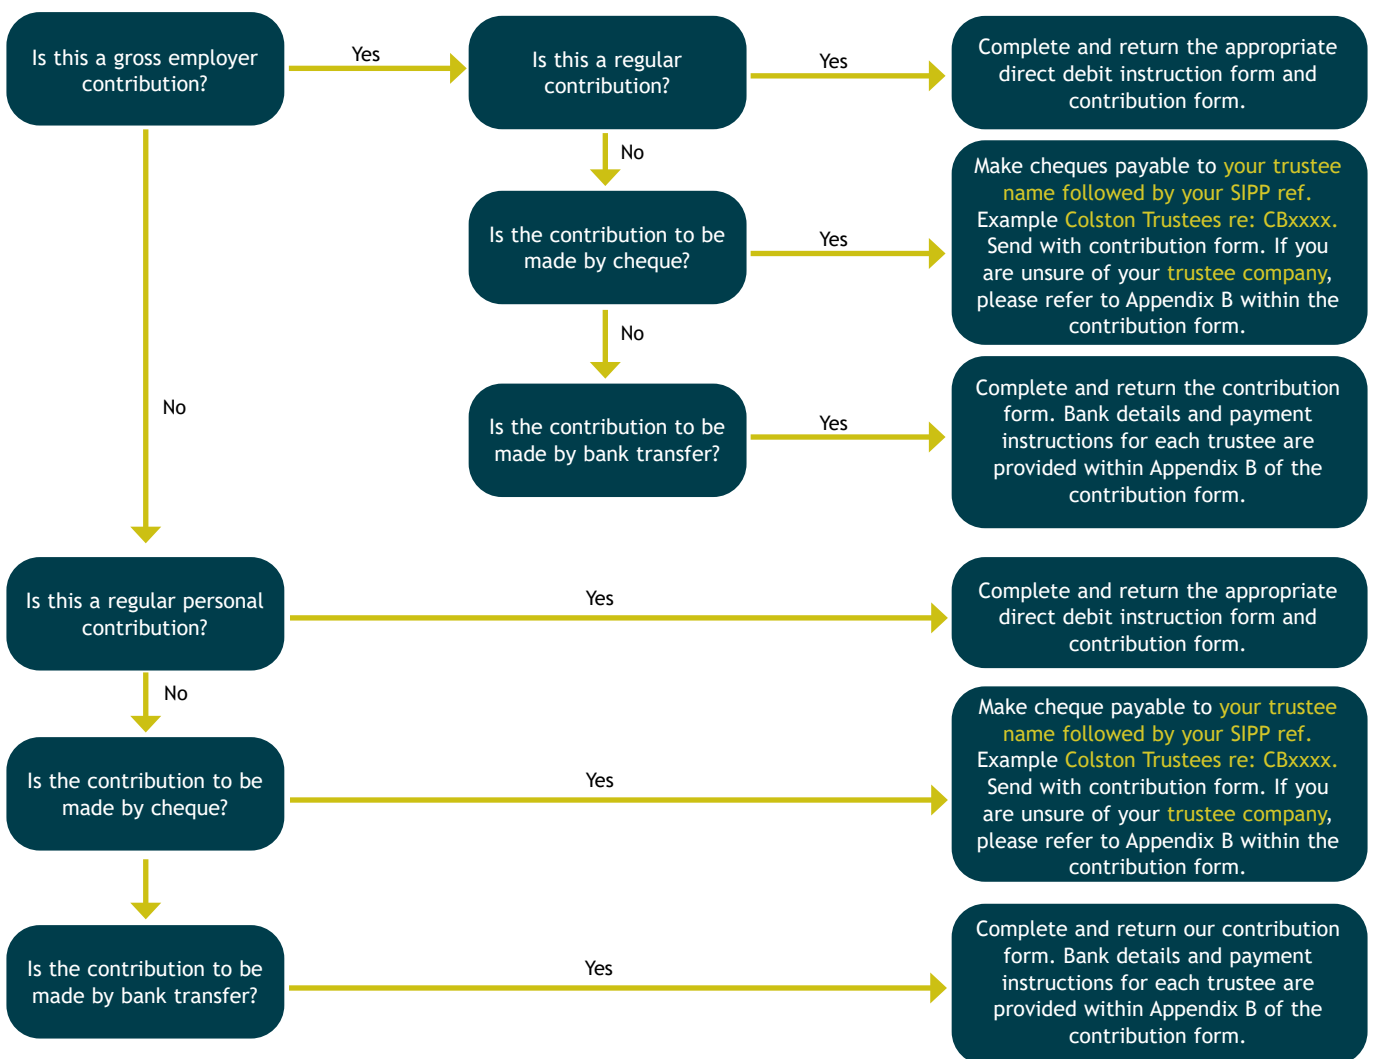 Is this a gross employer
contribution?
Yes
Is this a regular
contribution?
Yes
Complete and return the appropriate
direct debit instruction form and
contribution form.
No
Is the contribution to be
made by cheque?
Yes
Make cheques payable to your trustee
name followed by your SIPP ref.
Example Colston Trustees re: CBxxxx.
Send with contribution form. If you
are unsure of your trustee company,
please refer to Appendix B within the
contribution form.
No
Is the contribution to be
made by bank transfer?
Yes
Complete and return the contribution
form. Bank details and payment
instructions for each trustee are
provided within Appendix B of the
contribution form.
No
Is this a regular personal
contribution?
Yes
Complete and return the appropriate
direct debit instruction form and
contribution form.
No
Is the contribution to be
made by cheque?
Yes
Make cheque payable to your trustee
name followed by your SIPP ref.
Example Colston Trustees re: CBxxxx.
Send with contribution form. If you
are unsure of your trustee company,
please refer to Appendix B within the
contribution form.
Is the contribution to be
made by bank transfer?
Yes
Complete and return our contribution
form. Bank details and payment
instructions for each trustee are
provided within Appendix B of the
contribution form.